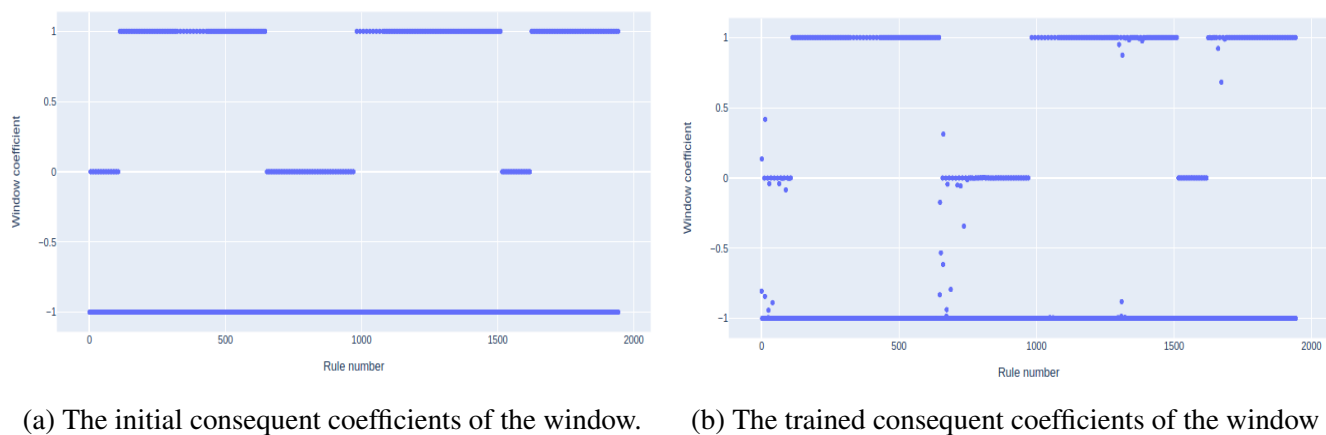 1
0.5
0
−0.5
−1
Window coefficient
0 500 1000 1500 2000
Rule number
(a) The initial consequent coefficients of the window.
1
0.5
0
−0.5
−1
Window coefficient
0 500 1000 1500 2000
Rule number
(b) The trained consequent coefficients of the window